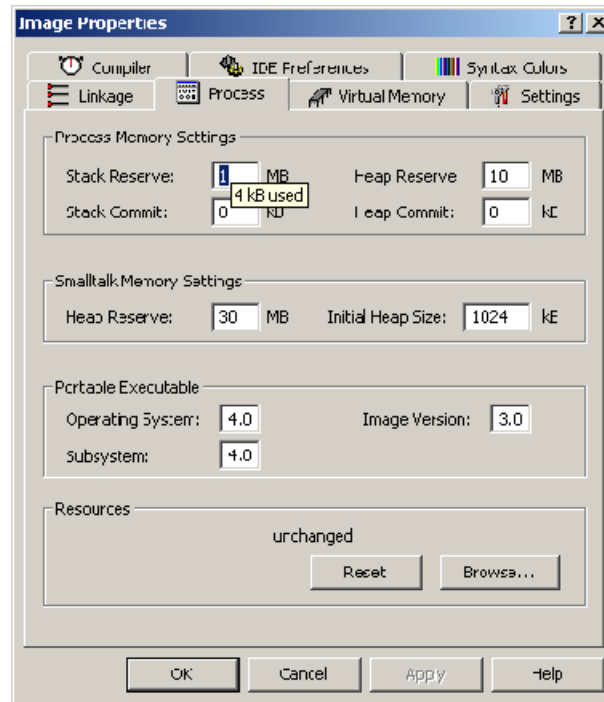 Image Properties
Compiler IDE Preferences Syntax Colors
Linkage Process Virtual Memory Settings
Process Memory Settings
Stack Reserve: 1 MB Heap Reserve 10 MB
4 kB used
Stack Commit: 0 kB Heap Commit: 0 kB
Smalltalk Memory Settings
Heap Reserve: 30 MB Initial Heap Size: 1024 kB
Portable Executable
Operating System: 4.0 Image Version: 3.0
Subsystem: 4.0
Resources
unchanged
Reset Browse...
OK Cancel Apply Help